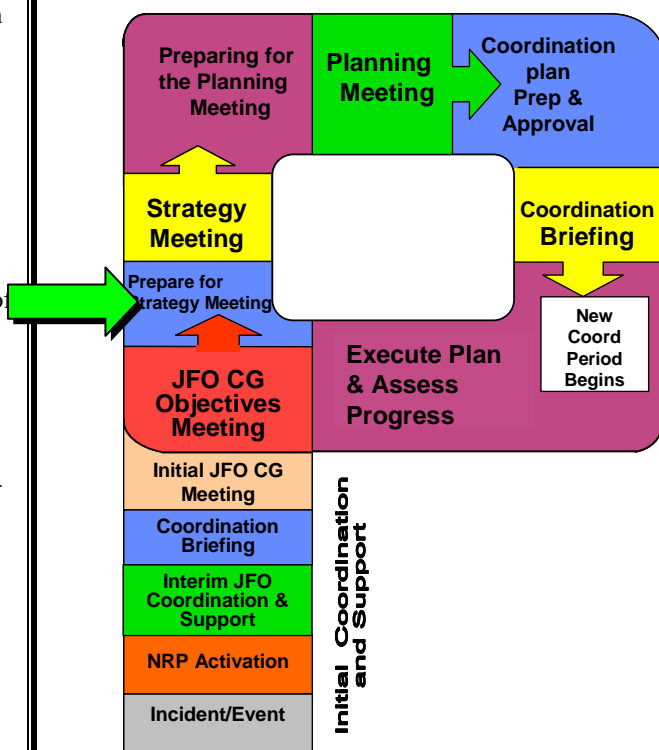 Preparing for
the Planning
Meeting
Planning
Meeting
Coordination
plan
Prep &
Approval
Strategy
Meeting
Coordination
Briefing
Prepare for
Strategy Meeting
New
Coord
Period
Begins
JFO CG
Objectives
Meeting
Execute Plan
& Assess
Progress
Initial JFO CG
Meeting
Coordination
Briefing
Interim JFO
Coordination &
Support
NRP Activation
Incident/Event
Initial Coordination
and Support